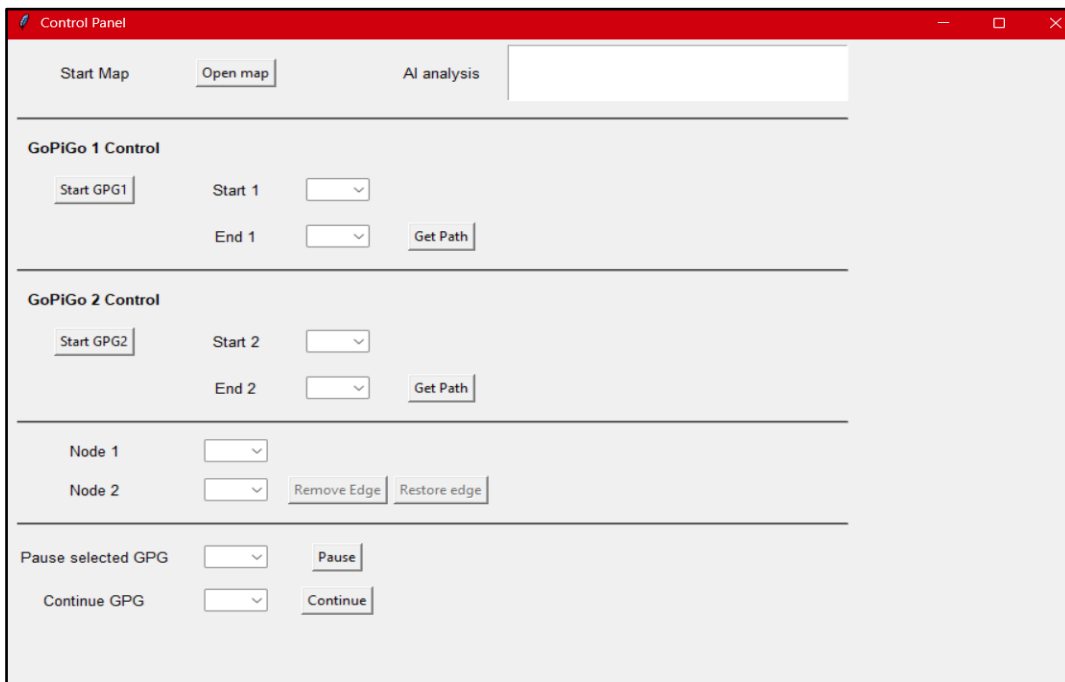 Control Panel
Start Map Open map AI analysis
GoPiGo 1 Control
Start GPG1 Start 1
End 1 Get Path
GoPiGo 2 Control
Start GPG2 Start 2
End 2 Get Path
Node 1
Node 2 Remove Edge Restore edge
Pause selected GPG Pause
Continue GPG Continue